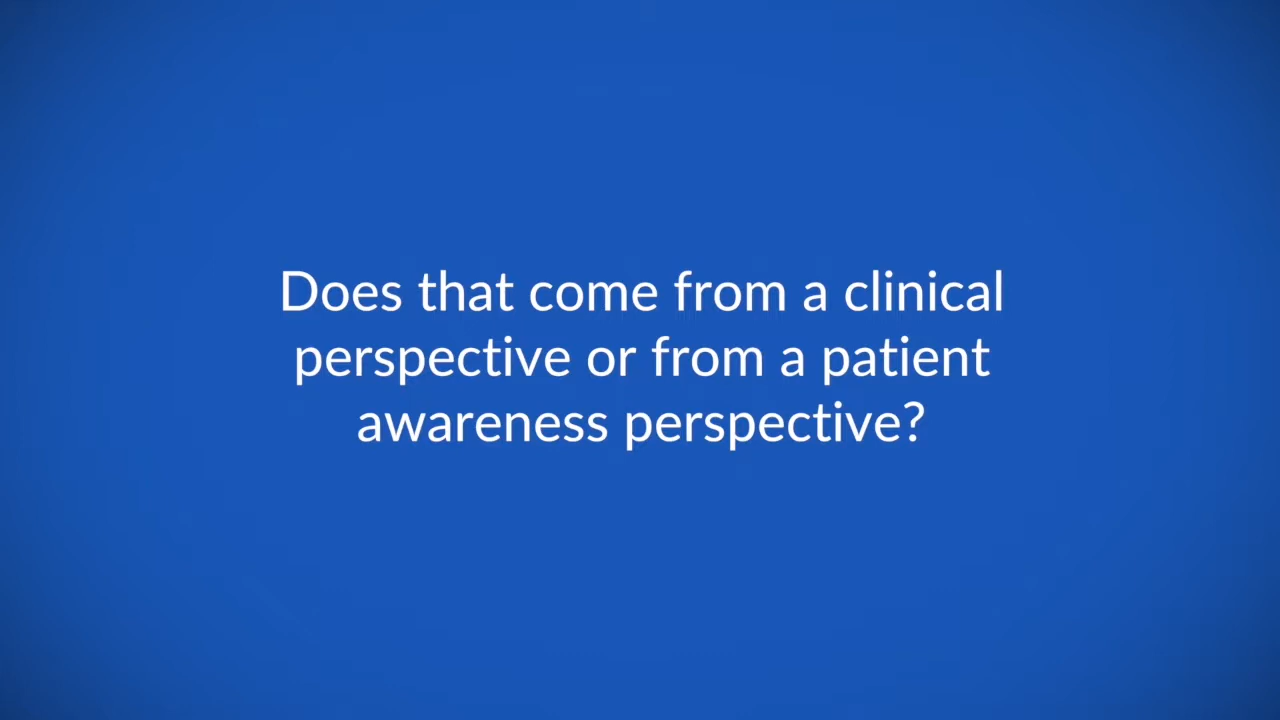 Does that come from a clinical
perspective or from a patient
awareness perspective?